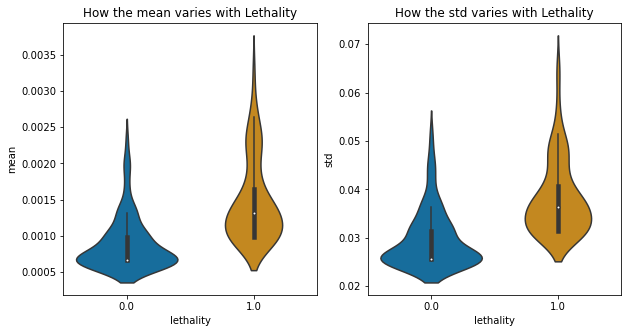 How the mean varies with Lethality
mean
0.0035
0.0030
0.0025
0.0020
0.0015
0.0010
0.0005
0.0 1.0
lethality
How the std varies with Lethality
std
0.07
0.06
0.05
0.04
0.03
0.02
0.0 1.0
lethality